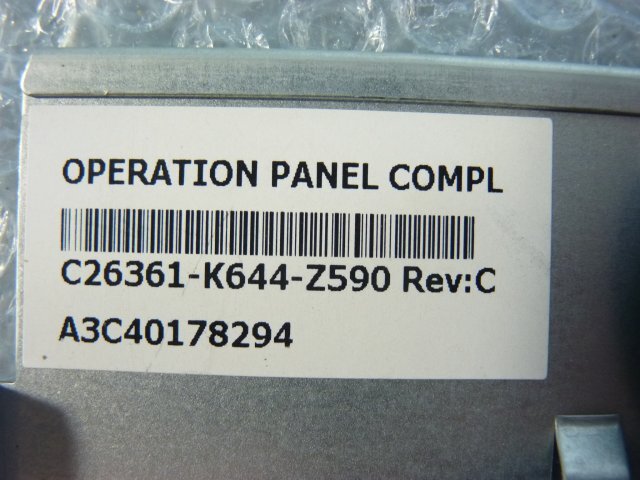 OPERATION PANEL COMPL
C26361-K644-Z590 Rev:C
A3C40178294